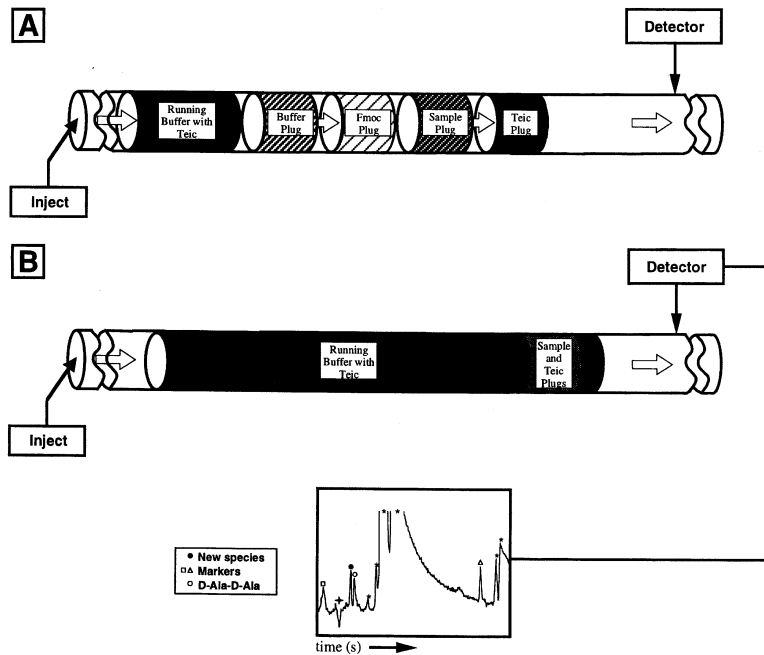 A
Detector
Running
Buffer with
Teic
Buffer
Plug
Fmoc
Plug
Sample
Plug
Teic
Plug
Inject
B
Detector
Running
Buffer with
Teic
Sample
and
Teic
Plugs
Inject
New species
Markers
D-Ala-D-Ala
time (s)